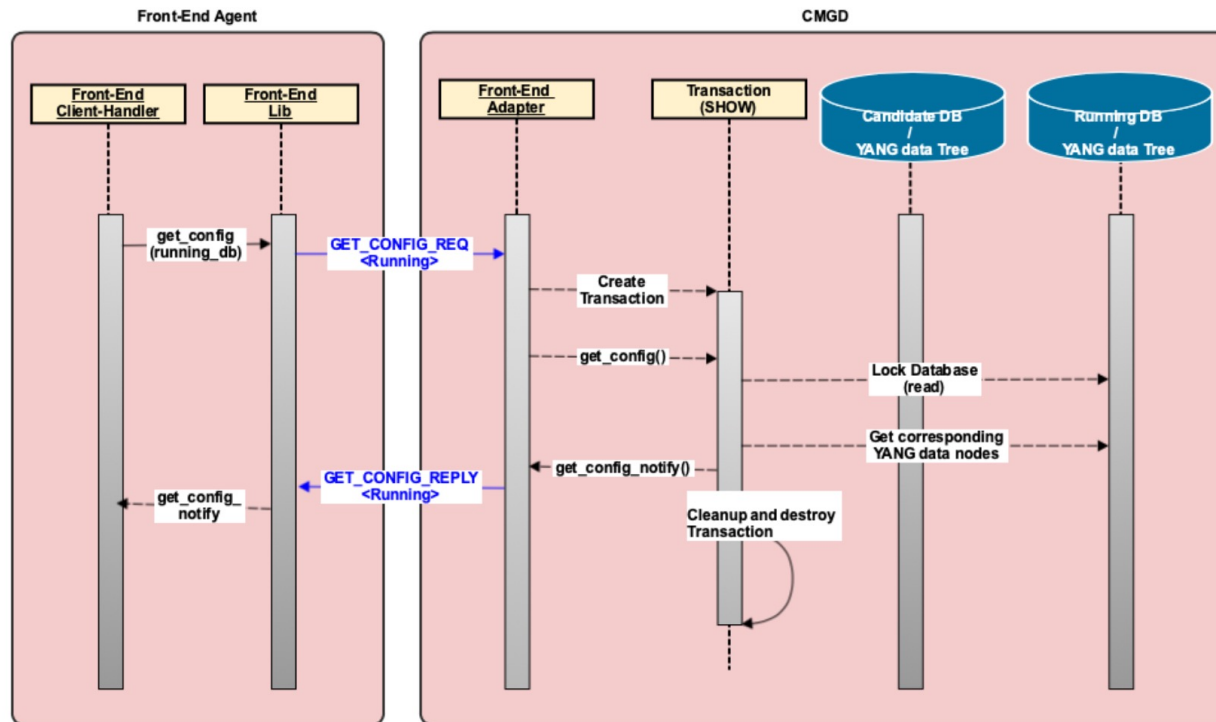 Front-End Agent
CMGD
Front-End
Client-Handler
Front-End
Lib
Front-End
Adapter
Transaction
(SHOW)
Candidate DB
/
YANG data Tree
Running DB
/
YANG data Tree
get_config
(running_db)
GET_CONFIG_REQ
<Running>
Create
Transaction
get_config()
Lock Database
(read)
Get corresponding
YANG data nodes
get_config_notify()
GET_CONFIG_REPLY
<Running>
get_config_
notify
Cleanup and destroy
Transaction